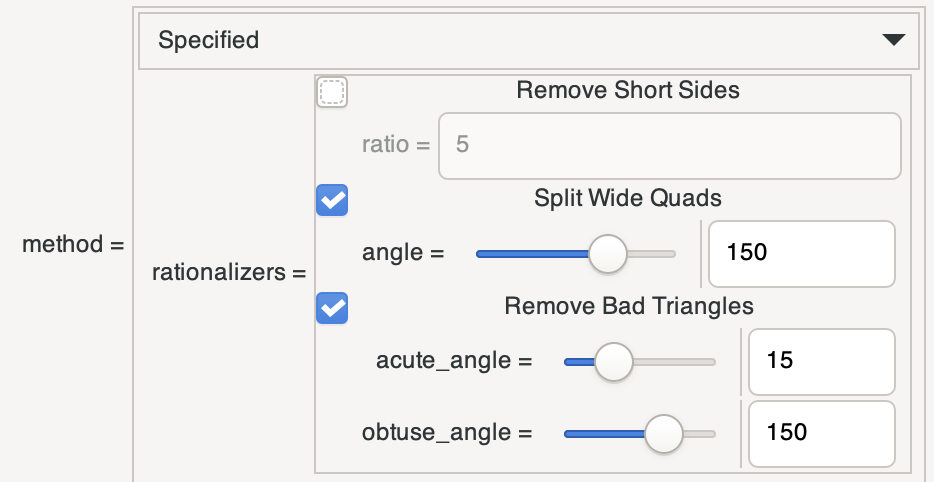 Specified
Remove Short Sides
ratio = 5
Split Wide Quads
method =
angle = 150
rationalizers =
Remove Bad Triangles
acute_angle = 15
obtuse_angle = 150